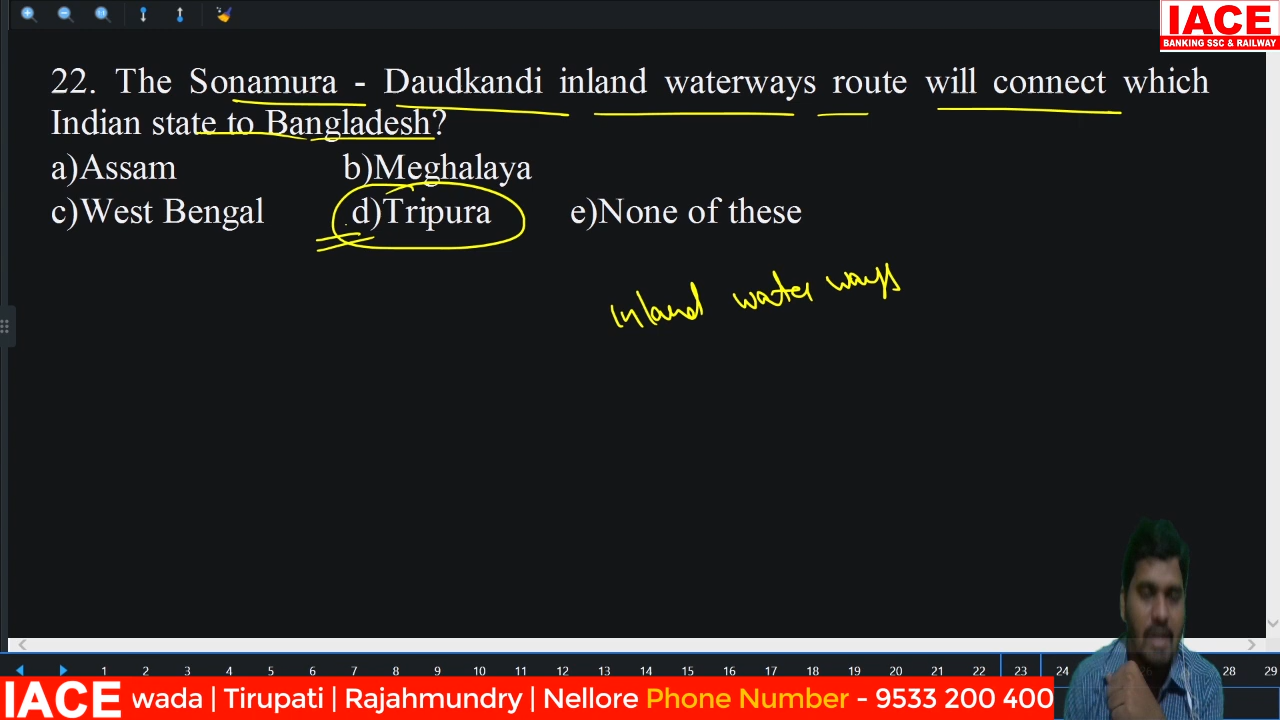 IACE
BANKING SSC & RAILWAY
22. The Sonamura - Daudkandi inland waterways route will connect which
Indian state to Bangladesh?
a)Assam b)Meghalaya
c)West Bengal d)Tripura e)None of these
inland water ways
1 2 3 4 5 6 7 8 9 10 11 12 13 14 15 16 17 18 19 20 21 22 23 24 28 29
IACE wada | Tirupati | Rajahmundry | Nellore Phone Number - 9533 200 400